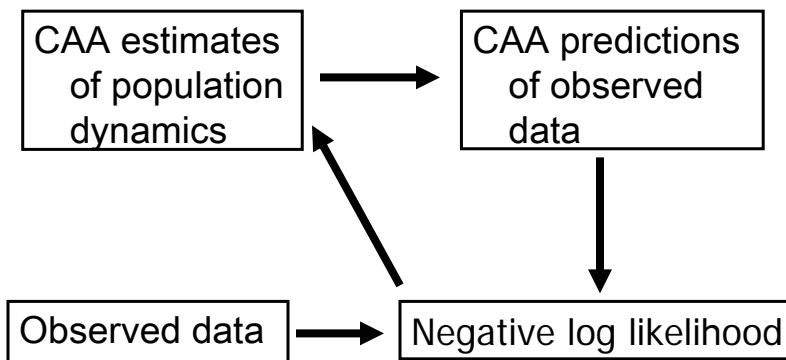 CAA estimates
of population
dynamics
CAA predictions
of observed
data
Observed data
Negative log likelihood